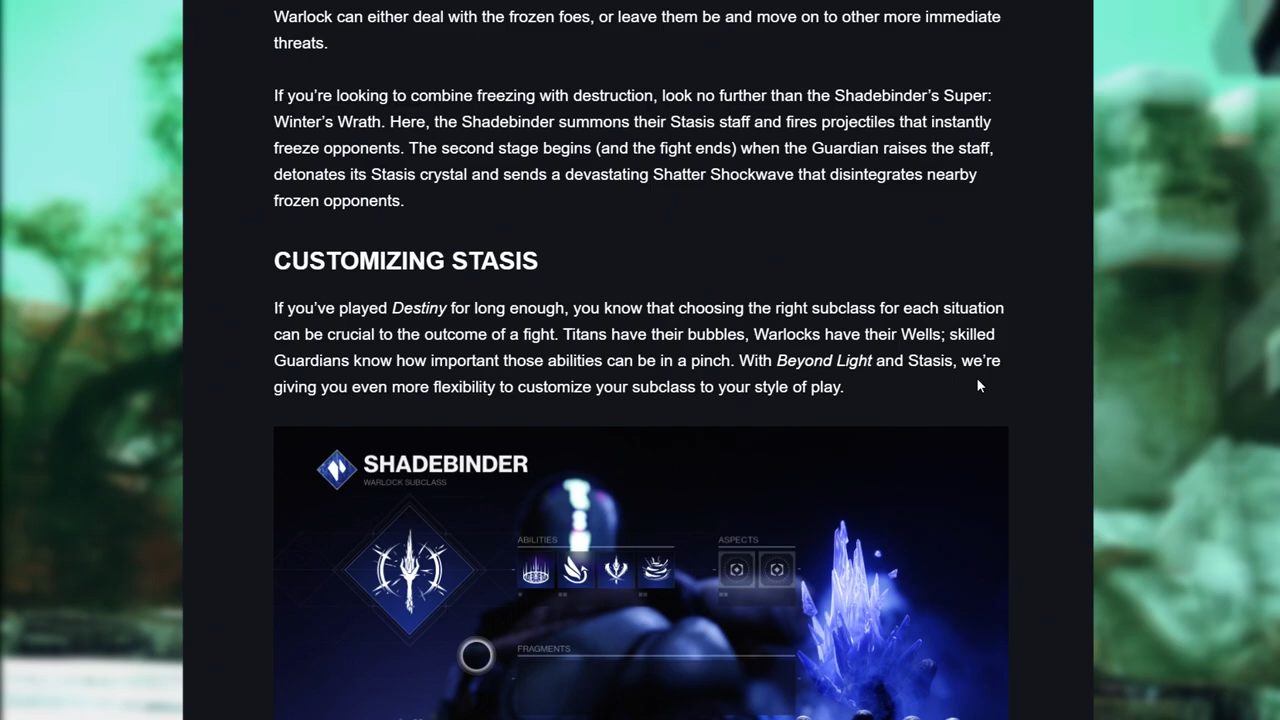 Warlock can either deal with the frozen foes, or leave them be and move on to other more immediate
threats.
If you’re looking to combine freezing with destruction, look no further than the Shadebinder’s Super:
Winter’s Wrath. Here, the Shadebinder summons their Stasis staff and fires projectiles that instantly
freeze opponents. The second stage begins (and the fight ends) when the Guardian raises the staff,
detonates its Stasis crystal and sends a devastating Shatter Shockwave that disintegrates nearby
frozen opponents.
CUSTOMIZING STASIS
If you’ve played Destiny for long enough, you know that choosing the right subclass for each situation
can be crucial to the outcome of a fight. Titans have their bubbles, Warlocks have their Wells; skilled
Guardians know how important those abilities can be in a pinch. With Beyond Light and Stasis, we’re
giving you even more flexibility to customize your subclass to your style of play.
SHADEBINDER
WARLOCK SUBCLASS
ABILITIES
ASPECTS
FRAGMENTS